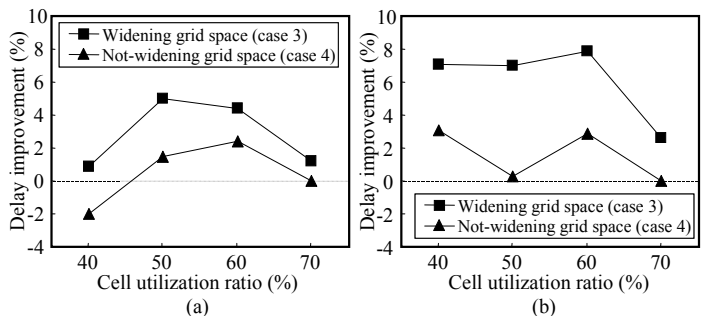 10
8
6
4
2
0
-2
-4
Delay improvement (%)
Widening grid space (case 3)
Not-widening grid space (case 4)
40 50 60 70
Cell utilization ratio (%)
(a)
10
8
6
4
2
0
-2
-4
Delay improvement (%)
Widening grid space (case 3)
Not-widening grid space (case 4)
40 50 60 70
Cell utilization ratio (%)
(b)